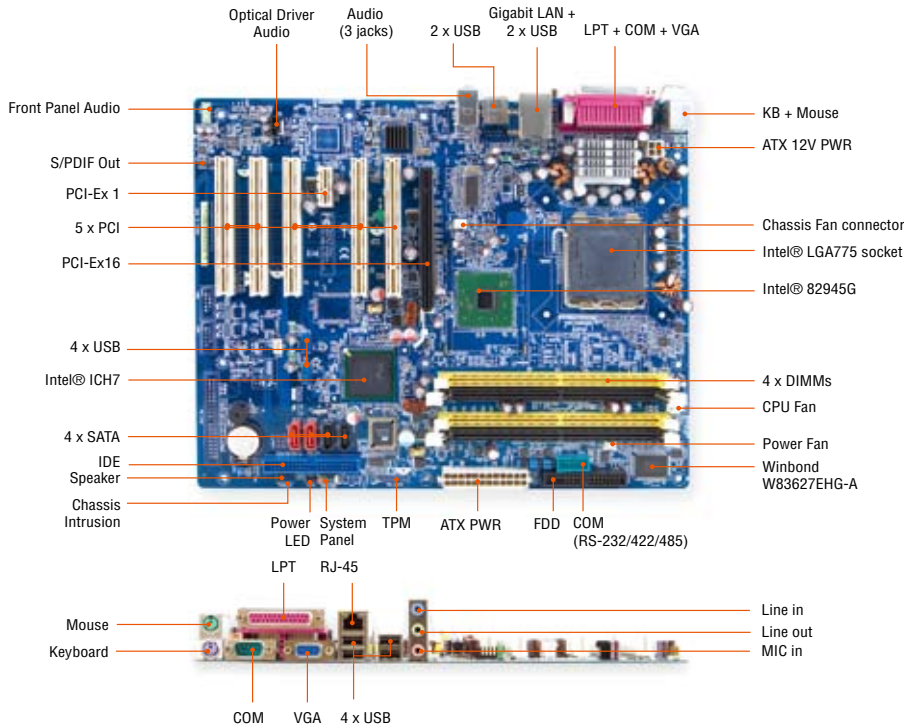 Optical Driver
Audio
Audio
(3 jacks)
2 x USB
Gigabit LAN +
2 x USB
LPT + COM + VGA
Front Panel Audio
S/PDIF Out
PCI-Ex 1
5 x PCI
PCI-Ex16
4 x USB
Intel® ICH7
4 x SATA
IDE
Speaker
Chassis
Intrusion
Power
LED
System
Panel
TPM
ATX PWR
FDD
COM
(RS-232/422/485)
KB + Mouse
ATX 12V PWR
Chassis Fan connector
Intel® LGA775 socket
Intel® 82945G
4 x DIMMs
CPU Fan
Power Fan
Winbond
W83627EHG-A
LPT
RJ-45
Mouse
Keyboard
COM
VGA
4 x USB
Line in
Line out
MIC in